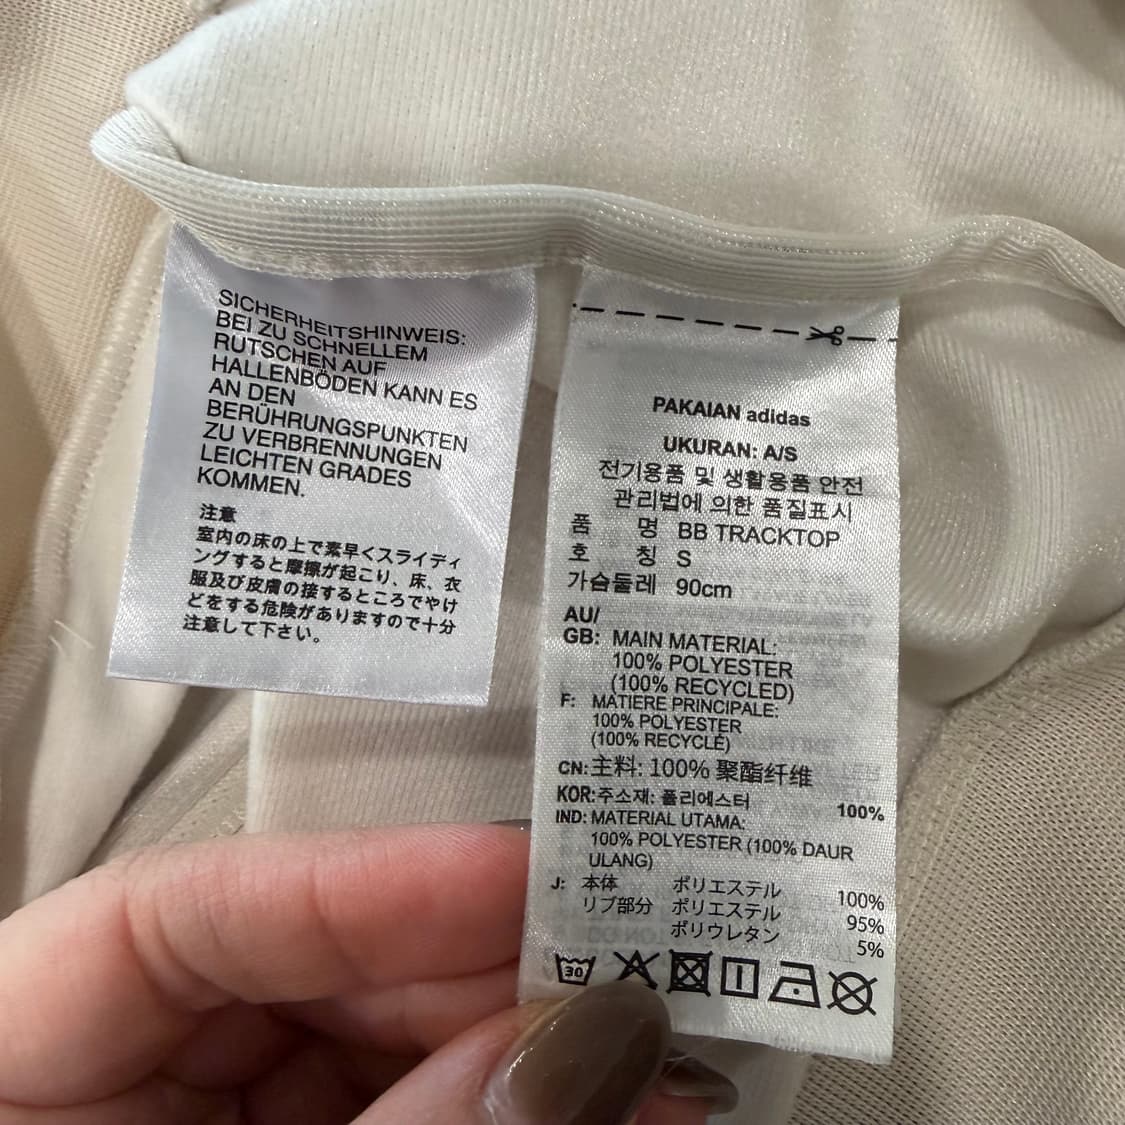 SICHERHEITSHINWEIS:
BEI ZU SCHNELLEM
RUTSCHEN AUF
HALLENBÖDEN KANN ES
AN DEN
BERÜHRUNGSPUNKTEN
ZU VERBRENNUNGEN
LEICHTEN GRADES
KOMMEN.
注意
室内の床の上で素早くスライディ
ングすると摩擦が起こり、床、衣
服及び皮膚の接するところでやけ
どをする危険がありますので十分
注意して下さい。
PAKAIAN adidas
UKURAN: A/S
전기용품 및 생활용품 안전
관리법에 의한 품질표시
품 명 BB TRACKTOP
호 칭 S
가슴둘레 90cm
AU/
GB: MAIN MATERIAL:
100% POLYESTER
(100% RECYCLED)
F: MATIERE PRINCIPALE:
100% POLYESTER
(100% RECYCLÉ)
CN: 主料: 100% 聚酯纤维
KOR: 주소재: 폴리에스터 100%
IND: MATERIAL UTAMA:
100% POLYESTER (100% DAUR
ULANG)
J: 本体 ポリエステル 100%
リブ部分 ポリエステル 95%
ポリウレタン 5%
30